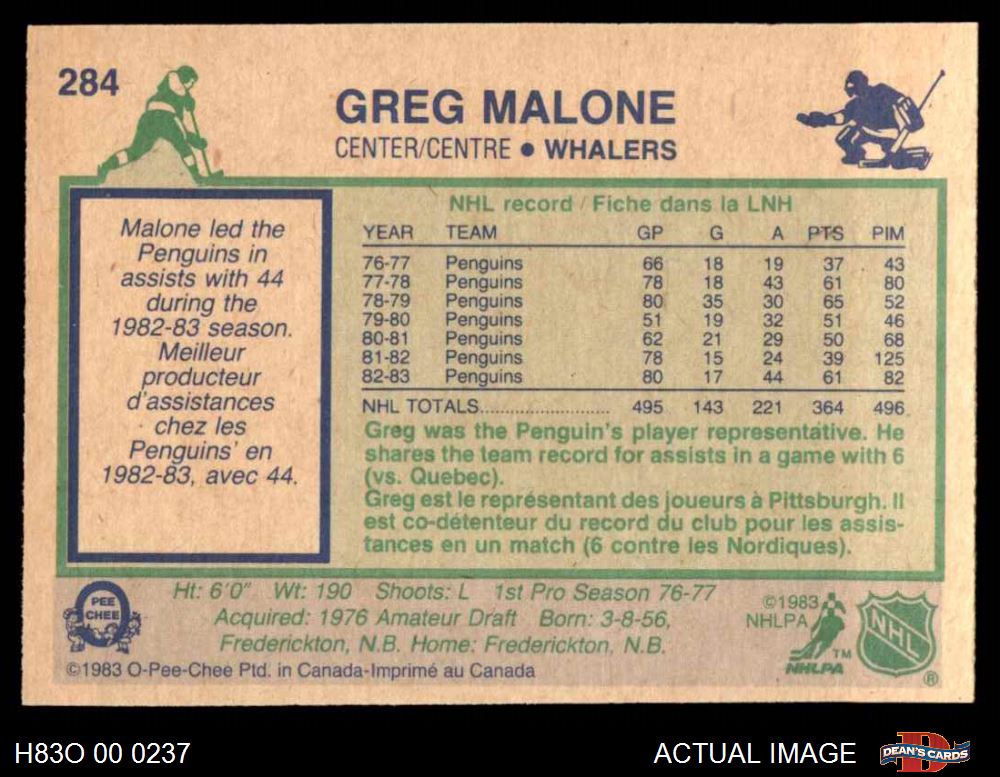 284
GREG MALONE
CENTER/CENTRE • WHALERS
Malone led the
Penguins in
assists with 44
during the
1982-83 season.
Meilleur
producteur
d'assistances
chez les
Penguins' en
1982-83, avec 44.
NHL record / Fiche dans la LNH
YEAR TEAM GP G A PTS PIM
76-77 Penguins 66 18 19 37 43
77-78 Penguins 78 18 43 61 80
78-79 Penguins 80 35 30 65 52
79-80 Penguins 51 19 32 51 46
80-81 Penguins 62 21 29 50 68
81-82 Penguins 78 15 24 39 125
82-83 Penguins 80 17 44 61 82
NHL TOTALS............................ 495 143 221 364 496
Greg was the Penguin's player representative. He
shares the team record for assists in a game with 6
(vs. Quebec).
Greg est le représentant des joueurs à Pittsburgh. Il
est co-détenteur du record du club pour les assis-
tances en un match (6 contre les Nordiques).
PEE
CHEE
Ht: 6'0" Wt: 190 Shoots: L 1st Pro Season 76-77
Acquired: 1976 Amateur Draft Born: 3-8-56,
Frederickton, N.B. Home: Frederickton, N.B.
©1983 O-Pee-Chee Ptd. in Canada-Imprimé au Canada
©1983
NHLPA
TM
NHLPA
NHL
®
H83O 00 0237
ACTUAL IMAGE
DEAN'S CARDS